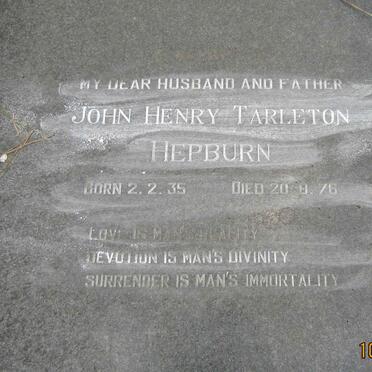 MY DEAR HUSBAND AND FATHER
JOHN HENRY TARLETON
HEPBURN
BORN 2.2.35 DIED 20.9.76
LOVE IS MAN'S
DEVOTION IS MAN'S DIVINITY
SURRENDER IS MAN'S IMMORTALITY
10